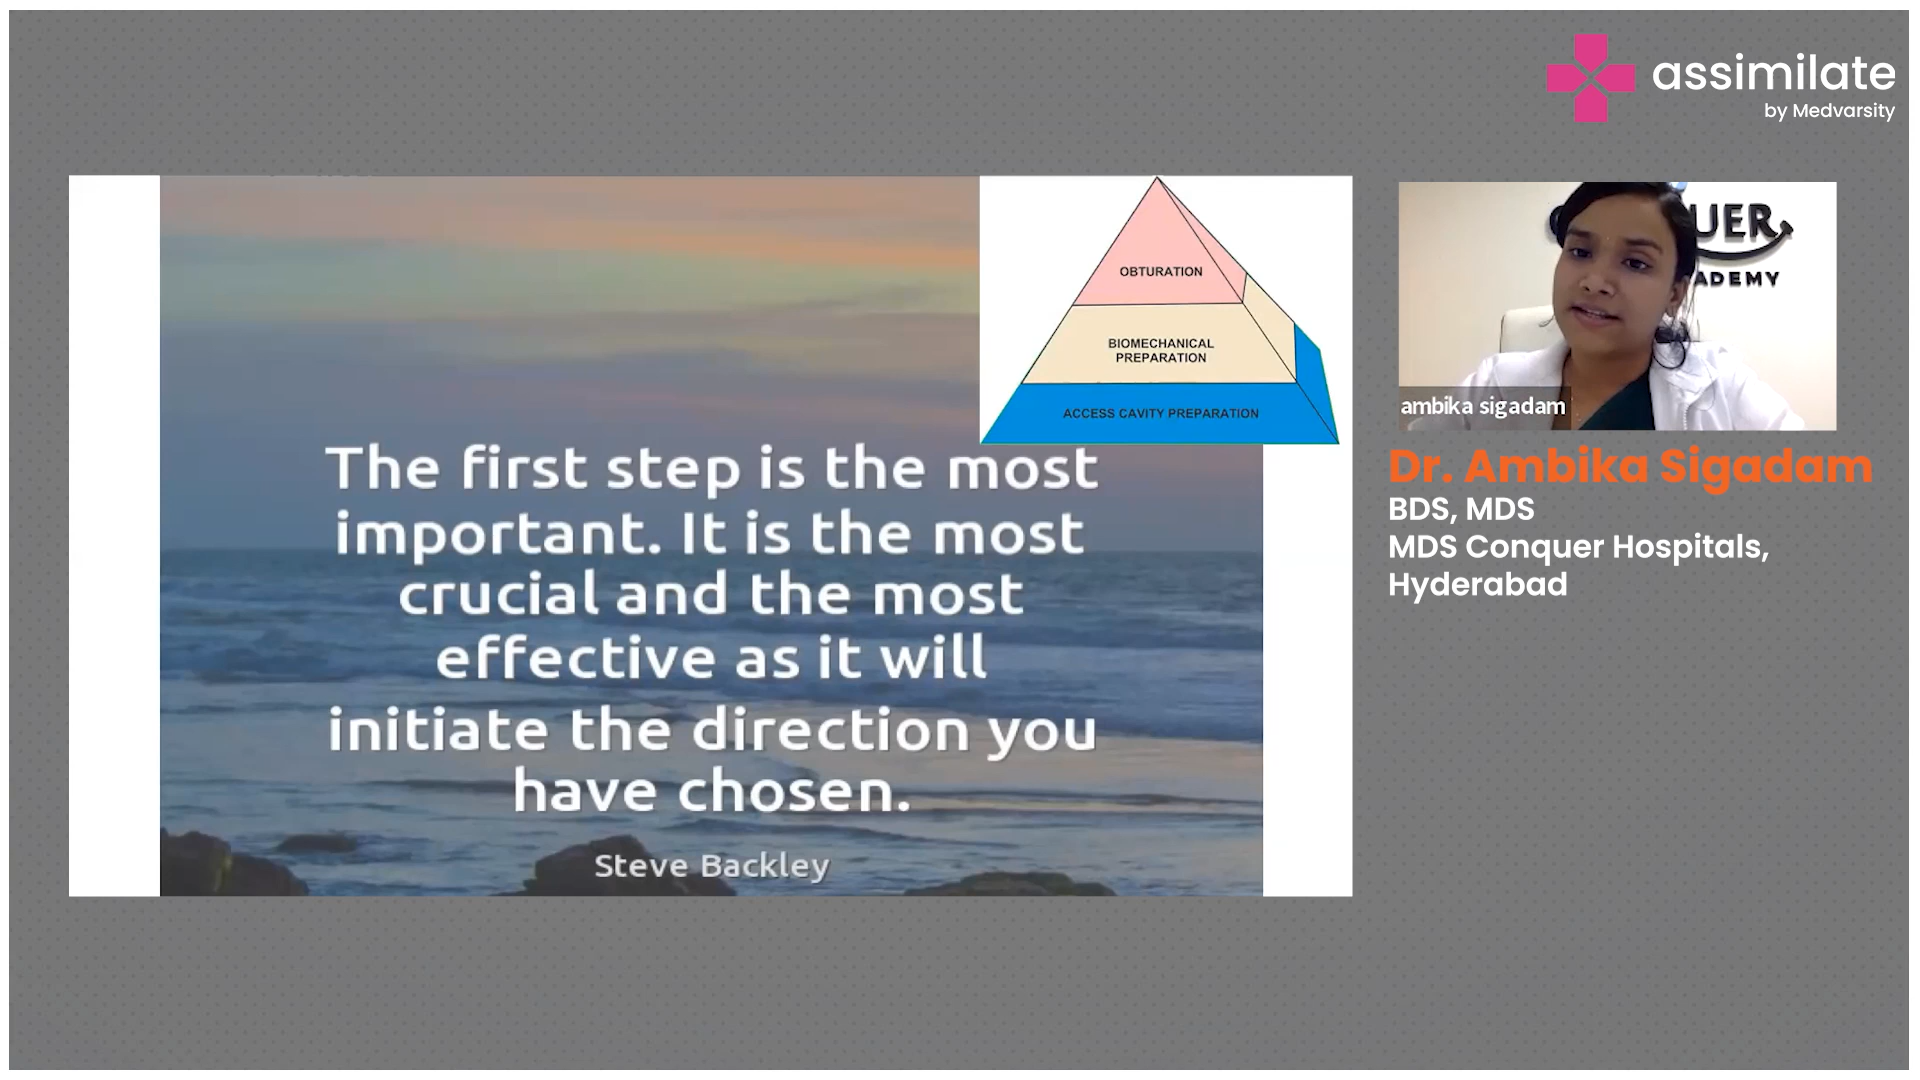 assimilate
by Medvarsity
OBTURATION
BIOMECHANICAL
PREPARATION
ACCESS CAVITY PREPARATION
The first step is the most
important. It is the most
crucial and the most
effective as it will
initiate the direction you
have chosen.
Steve Backley
UER
ADEMY
ambika sigadam
Dr. Ambika Sigadam
BDS, MDS
MDS Conquer Hospitals,
Hyderabad